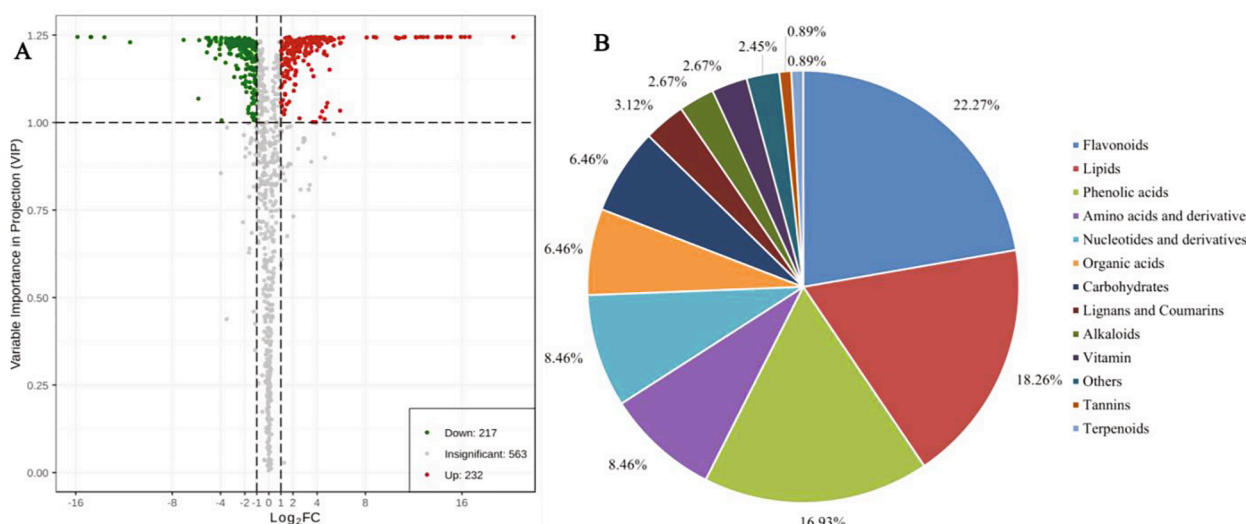 A
Variable Importance in Projection (VIP)
1.25
1.00
0.75
0.50
0.25
0.00
-16
-8
-4
-2
-1
0
1
2
4
8
16
Log2FC
Down: 217
Insignificant: 563
Up: 232
B
0.89%
2.45%
0.89%
2.67%
2.67%
3.12%
22.27%
6.46%
6.46%
8.46%
18.26%
8.46%
16.93%
Flavonoids
Lipids
Phenolic acids
Amino acids and derivative
Nucleotides and derivatives
Organic acids
Carbohydrates
Lignans and Coumarins
Alkaloids
Vitamin
Others
Tannins
Terpenoids